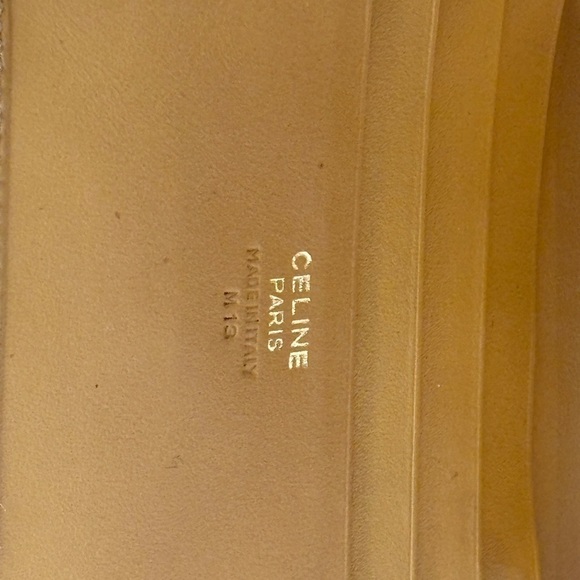 CELINE
PARIS
MADE IN ITALY
M 13